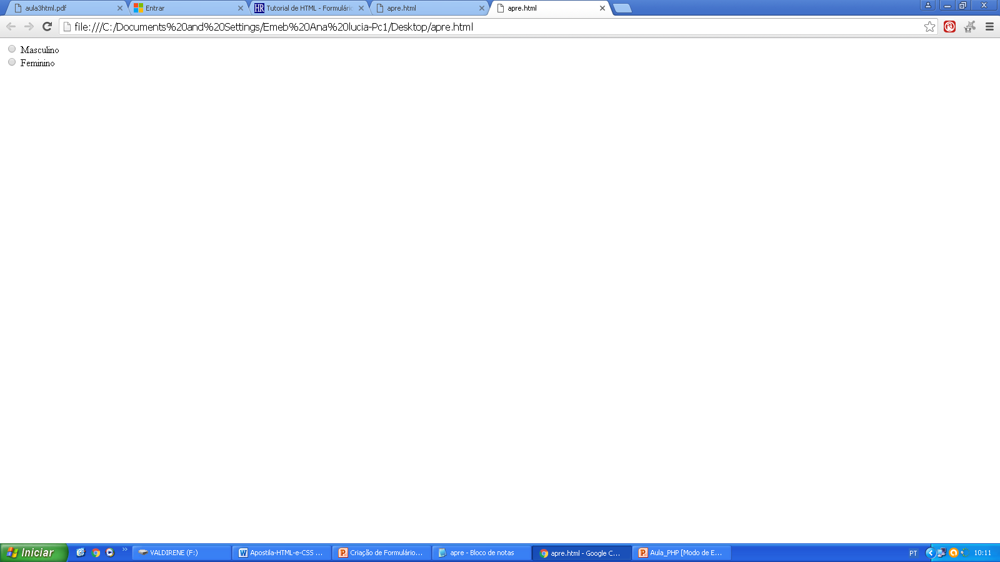 aula3html.pdf
Entrar
HR Tutorial de HTML - Formulári
apre.html
apre.html
file:///C:/Documents%20and%20Settings/Emeb%20Ana%20lucia-Pc1/Desktop/apre.html
Masculino
Feminino
Iniciar
VALDIRENE (F:)
Apostila-HTML-e-CSS ...
Criação de Formulário...
apre - Bloco de notas
apre.html - Google C...
Aula_PHP [Modo de E...
PT
10:11